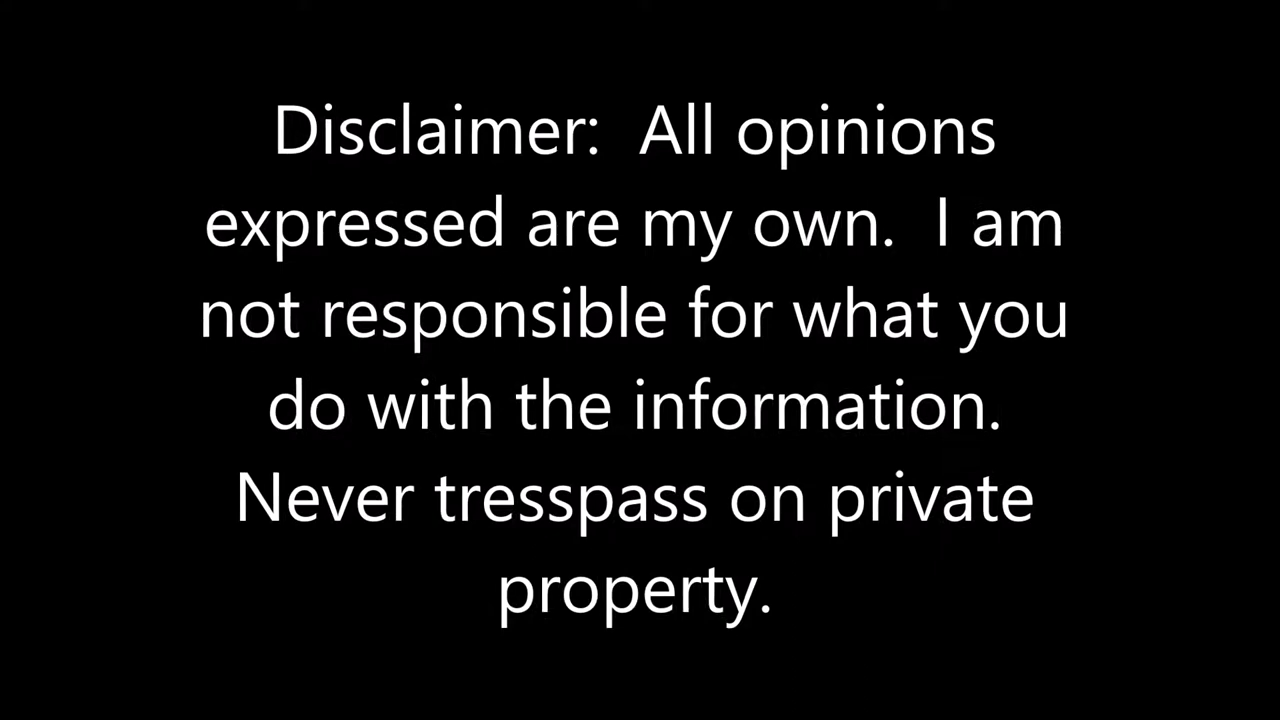 Disclaimer:  All opinions
expressed are my own.  I am
not responsible for what you
do with the information.
Never tresspass on private
property.